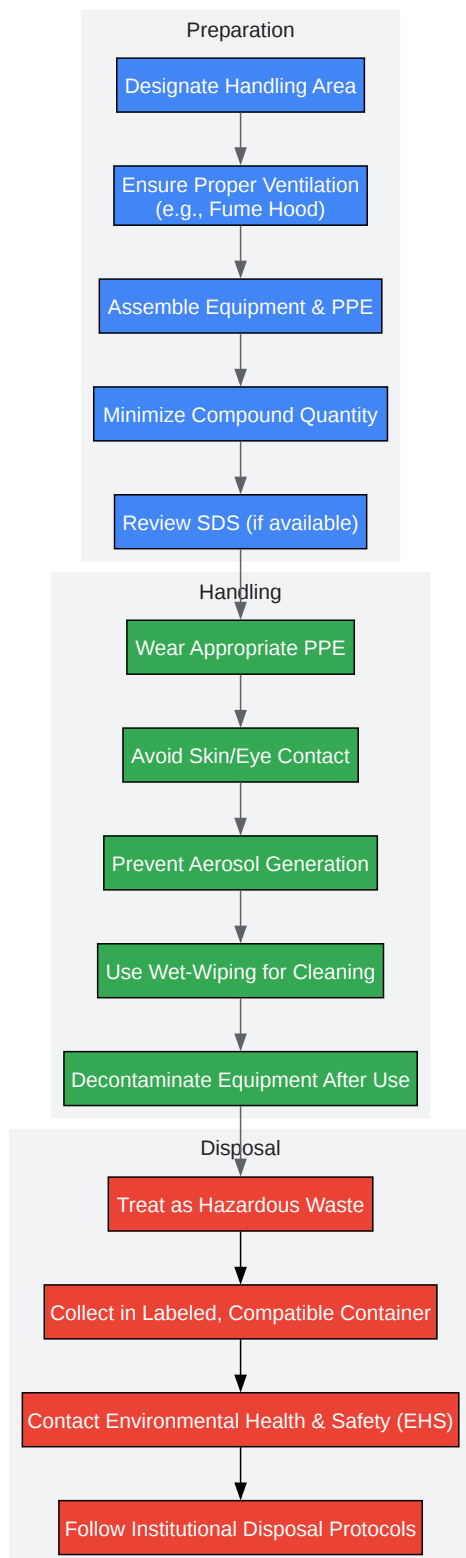 Preparation
Designate Handling Area
Ensure Proper Ventilation
(e.g., Fume Hood)
Assemble Equipment & PPE
Minimize Compound Quantity
Review SDS (if available)
Handling
Wear Appropriate PPE
Avoid Skin/Eye Contact
Prevent Aerosol Generation
Use Wet-Wiping for Cleaning
Decontaminate Equipment After Use
Disposal
Treat as Hazardous Waste
Collect in Labeled, Compatible Container
Contact Environmental Health & Safety (EHS)
Follow Institutional Disposal Protocols